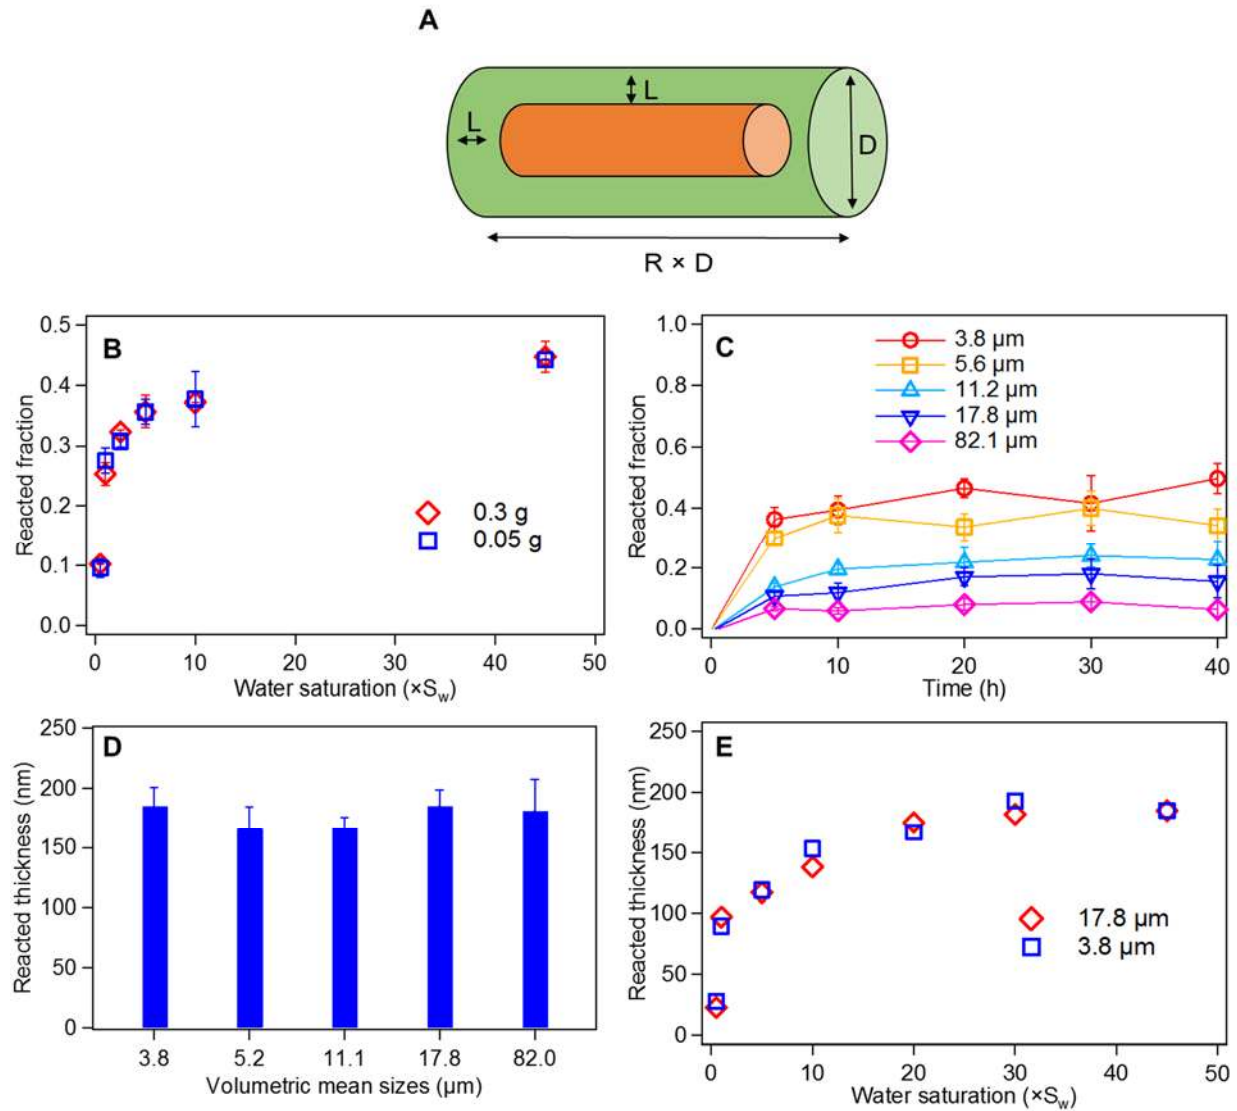 A
L
L
D
R × D
B
0.5
0.4
0.3
0.2
0.1
0.0
Reacted fraction
0.3 g
0.05 g
0 10 20 30 40 50
Water saturation (×Sw)
C
1.0
0.8
0.6
0.4
0.2
0.0
Reacted fraction
3.8 µm
5.6 µm
11.2 µm
17.8 µm
82.1 µm
0 10 20 30 40
Time (h)
D
250
200
150
100
50
0
Reacted thickness (nm)
3.8 5.2 11.1 17.8 82.0
Volumetric mean sizes (µm)
E
250
200
150
100
50
0
Reacted thickness (nm)
17.8 µm
3.8 µm
0 10 20 30 40 50
Water saturation (×Sw)